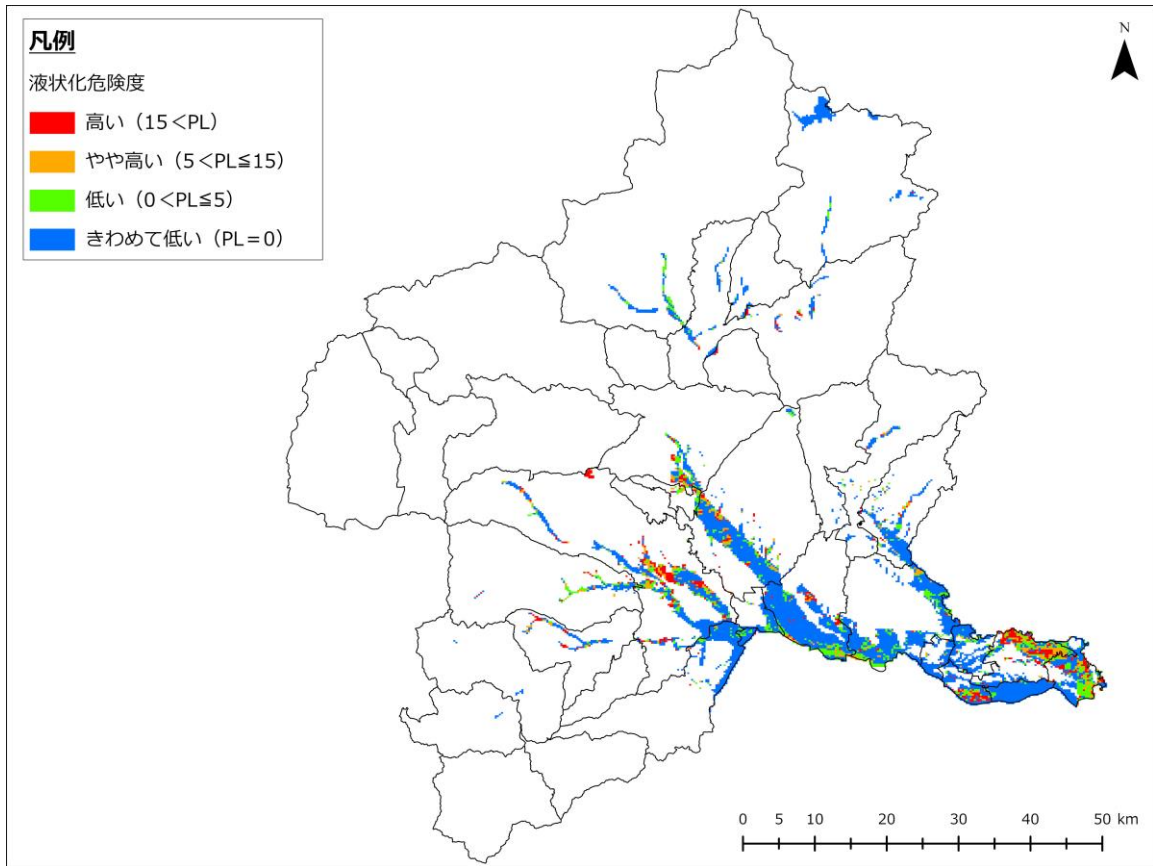 凡例
液状化危険度
高い（15＜PL）
やや高い（5＜PL≦15）
低い（0＜PL≦5）
きわめて低い（PL＝0）
N
0 5 10 20 30 40 50 km